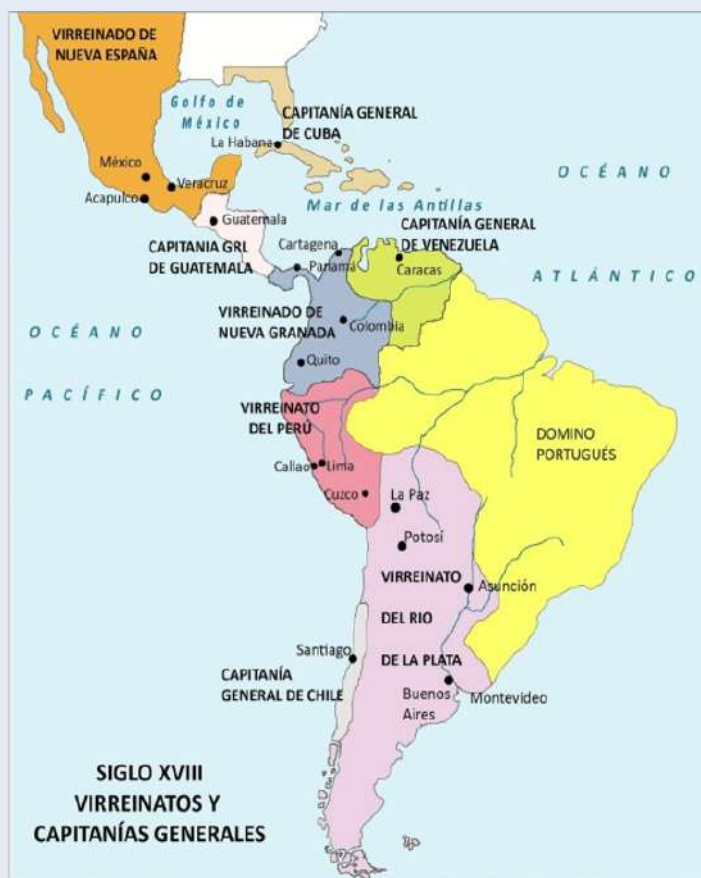 VIRREINADO DE
NUEVA ESPAÑA
Golfo de
México
CAPITANÍA GENERAL
DE CUBA
La Habana
México
Veracruz
Acapulco
OCÉANO
Mar de las Antillas
Guatemala
CAPITANIA GRL
DE GUATEMALA
Cartagena
CAPITANÍA GENERAL
DE VENEZUELA
Panamá
Caracas
ATLÁNTICO
VIRREINADO DE
NUEVA GRANADA
Colombia
OCÉANO
Quito
PACÍFICO
VIRREINATO
DEL PERÚ
DOMINO
PORTUGUÉS
Callao
Lima
Cuzco
La Paz
Potosí
VIRREINATO
Asunción
DEL RIO
DE LA PLATA
Santiago
CAPITANÍA
GENERAL DE CHILE
Buenos
Aires
Montevideo
SIGLO XVIII
VIRREINATOS Y
CAPITANÍAS GENERALES